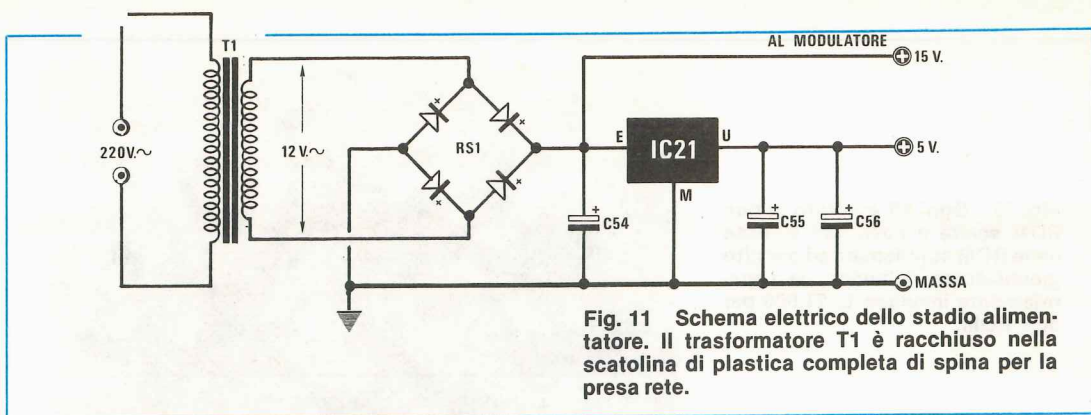 T1
AL MODULATORE
15 V.
220V.~
12 V.~
RS1
E
IC21
U
5 V.
M
+
C54
+
C55
+
C56
MASSA
Fig. 11 Schema elettrico dello stadio alimen-
tatore. Il trasformatore T1 è racchiuso nella
scatolina di plastica completa di spina per la
presa rete.